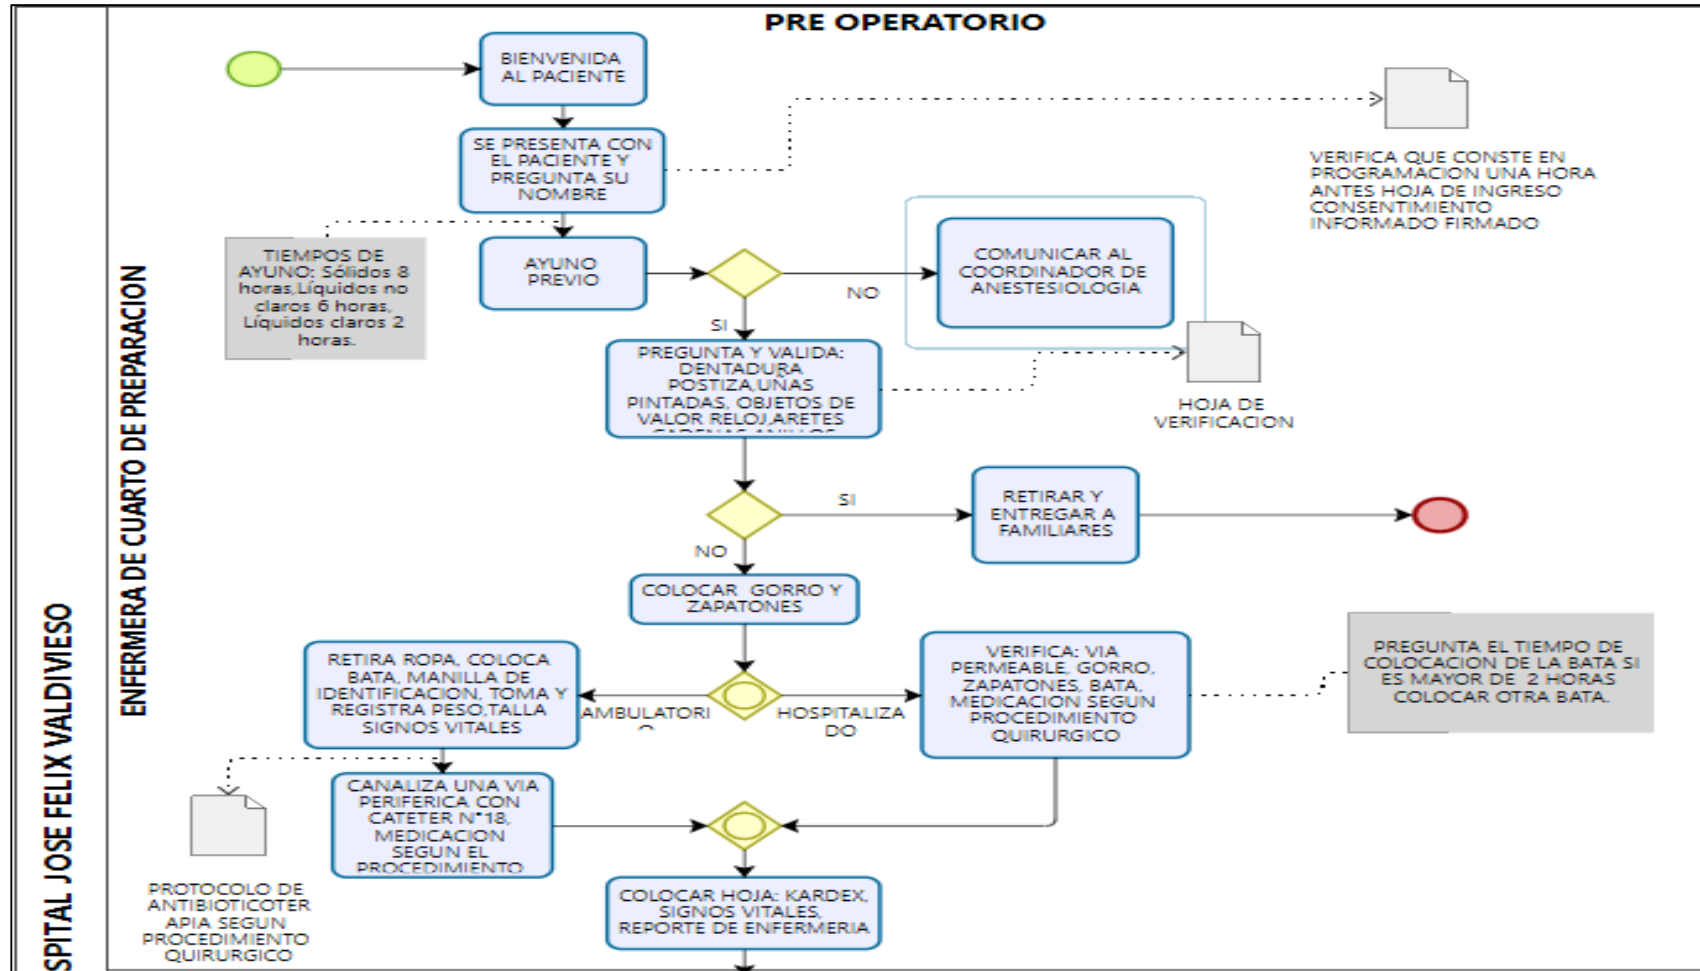 PRE OPERATORIO
SPITAL JOSE FELIX VALDIVIESO
ENFERMERA DE CUARTO DE PREPARACION
BIENVENIDA
AL PACIENTE
SE PRESENTA CON
EL PACIENTE Y
PREGUNTA SU
NOMBRE
VERIFICA QUE CONSTE EN
PROGRAMACION UNA HORA
ANTES HOJA DE INGRESO
CONSENTIMIENTO
INFORMADO FIRMADO
TIEMPOS DE
AYUNO: Sólidos 8
horas,Líquidos no
claros 6 horas,
Líquidos claros 2
horas.
AYUNO
PREVIO
NO
COMUNICAR AL
COORDINADOR DE
ANESTESIOLOGIA
SI
PREGUNTA Y VALIDA:
DENTADURA
POSTIZA,UÑAS
PINTADAS, OBJETOS DE
VALOR RELOJ,ARETES
CADENAS ANILLOS
HOJA DE
VERIFICACION
SI
RETIRAR Y
ENTREGAR A
FAMILIARES
NO
COLOCAR GORRO Y
ZAPATONES
RETIRA ROPA, COLOCA
BATA, MANILLA DE
IDENTIFICACION, TOMA Y
REGISTRA PESO,TALLA
SIGNOS VITALES
AMBULATORI
O
HOSPITALIZA
DO
VERIFICA: VIA
PERMEABLE, GORRO,
ZAPATONES, BATA,
MEDICACION SEGUN
PROCEDIMIENTO
QUIRURGICO
PREGUNTA EL TIEMPO DE
COLOCACION DE LA BATA SI
ES MAYOR DE 2 HORAS
COLOCAR OTRA BATA.
CANALIZA UNA VIA
PERIFERICA CON
CATETER N°18,
MEDICACION
SEGUN EL
PROCEDIMIENTO
PROTOCOLO DE
ANTIBIOTICOTER
APIA SEGUN
PROCEDIMIENTO
QUIRURGICO
COLOCAR HOJA: KARDEX,
SIGNOS VITALES,
REPORTE DE ENFERMERIA